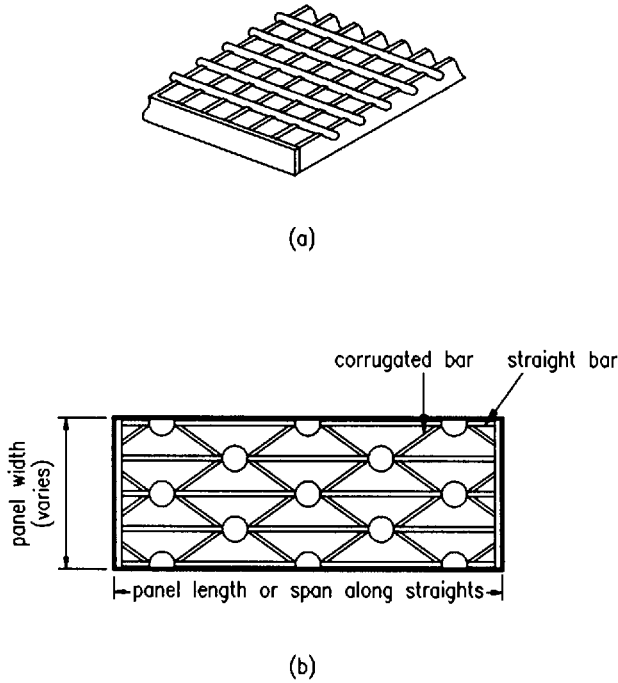 (a)
corrugated bar
straight bar
panel width
(varies)
panel length or span along straights
(b)